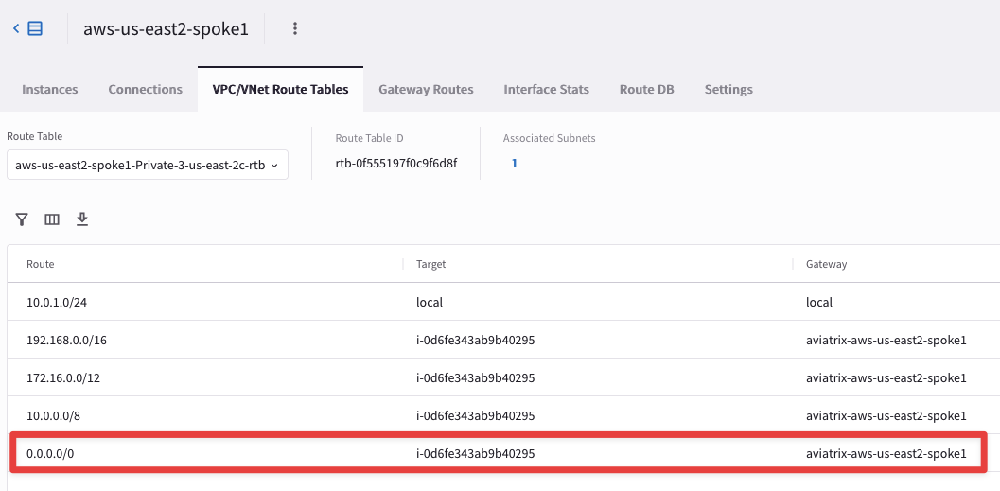 aws-us-east2-spoke1
Instances Connections VPC/VNet Route Tables Gateway Routes Interface Stats Route DB Settings
Route Table Route Table ID Associated Subnets
aws-us-east2-spoke1-Private-3-us-east-2c-rtb rtb-0f555197f0c9f6d8f 1
Route Target Gateway
10.0.1.0/24 local local
192.168.0.0/16 i-0d6fe343ab9b40295 aviatrix-aws-us-east2-spoke1
172.16.0.0/12 i-0d6fe343ab9b40295 aviatrix-aws-us-east2-spoke1
10.0.0.0/8 i-0d6fe343ab9b40295 aviatrix-aws-us-east2-spoke1
0.0.0.0/0 i-0d6fe343ab9b40295 aviatrix-aws-us-east2-spoke1